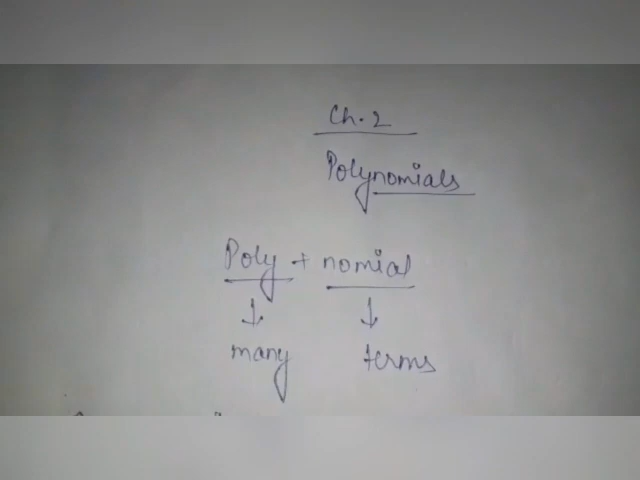 Ch. 2
Polynomials
Poly + nomial
↓ ↓
many terms